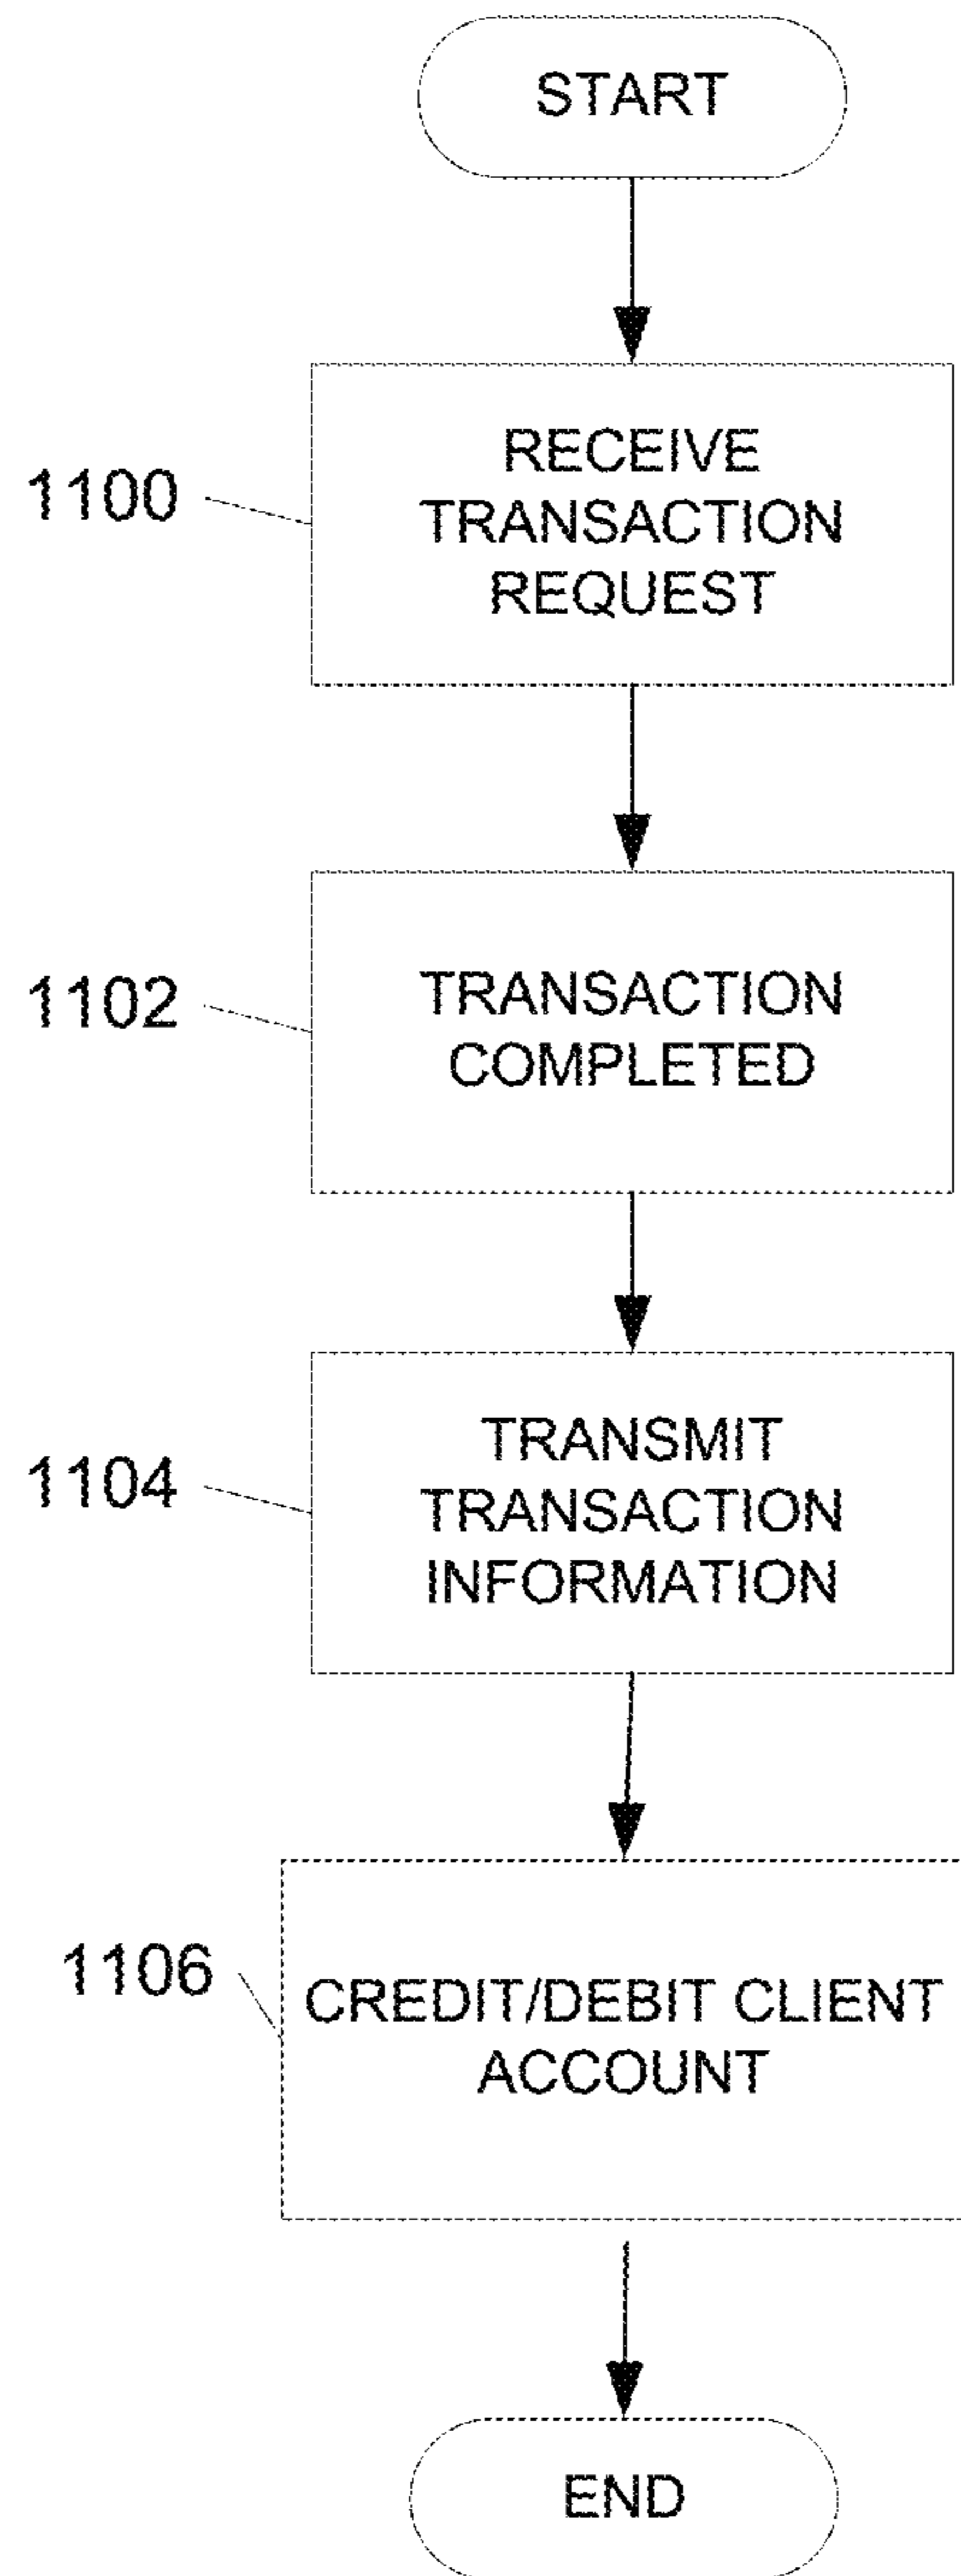 START
RECEIVE
TRANSACTION
REQUEST
1100
TRANSACTION
COMPLETED
1102
TRANSMIT
TRANSACTION
INFORMATION
1104
CREDIT/DEBIT CLIENT
ACCOUNT
1106
END